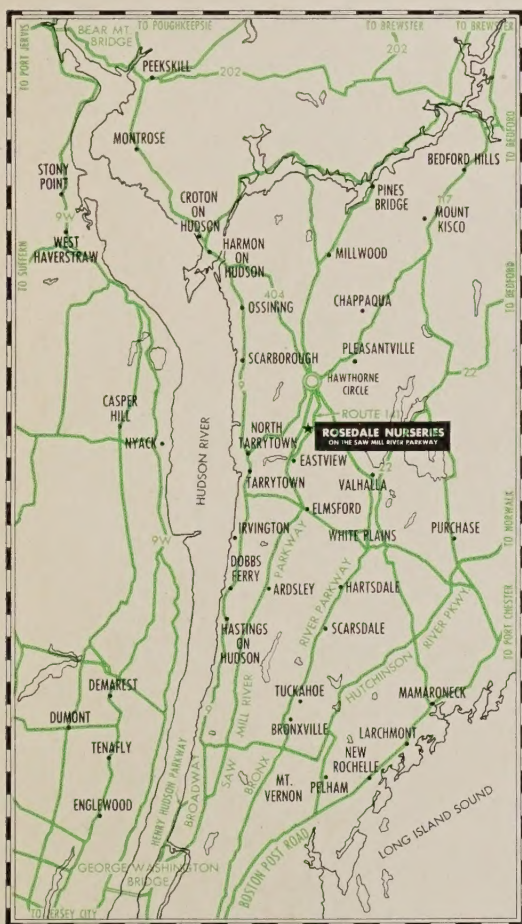 TO PORT JERVIS
BEAR MT.
BRIDGE
TO POUGHKEEPSIE
TO BREWSTER
TO BREWSTER
202
202
PEEKSKILL
TO BEDFORD
MONTROSE
BEDFORD HILLS
STONY
POINT
PINES
BRIDGE
117
CROTON
ON
HUDSON
MOUNT
KISCO
9W
WEST
HAVERSTRAW
HARMON
ON
HUDSON
MILLWOOD
TO SUFFERN
TO BEDFORD
404
OSSINING
CHAPPAQUA
SCARBOROUGH
PLEASANTVILLE
9
HAWTHORNE
CIRCLE
22
CASPER
HILL
ROUTE 141
NORTH
TARRYTOWN
ROSEDALE NURSERIES
ON THE SAW MILL RIVER PARKWAY
NYACK
HUDSON RIVER
EASTVIEW
22
TARRYTOWN
VALHALLA
ELMSFORD
TO NORWALK
9W
IRVINGTON
WHITE PLAINS
PURCHASE
DOBBS
FERRY
ARDSLEY
HARTSDALE
TO PORT CHESTER
HASTINGS
ON
HUDSON
SCARSDALE
SAW MILL RIVER PARKWAY
BRONX RIVER PARKWAY
HUTCHINSON RIVER PKWY
DEMAREST
TUCKAHOE
MAMARONECK
DUMONT
9
BRONXVILLE
LARCHMONT
TENAFLY
NEW
ROCHELLE
MT.
VERNON
PELHAM
ENGLEWOOD
HENRY HUDSON PARKWAY
BROADWAY
LONG ISLAND SOUND
BOSTON POST ROAD
GEORGE WASHINGTON
BRIDGE
TO JERSEY CITY